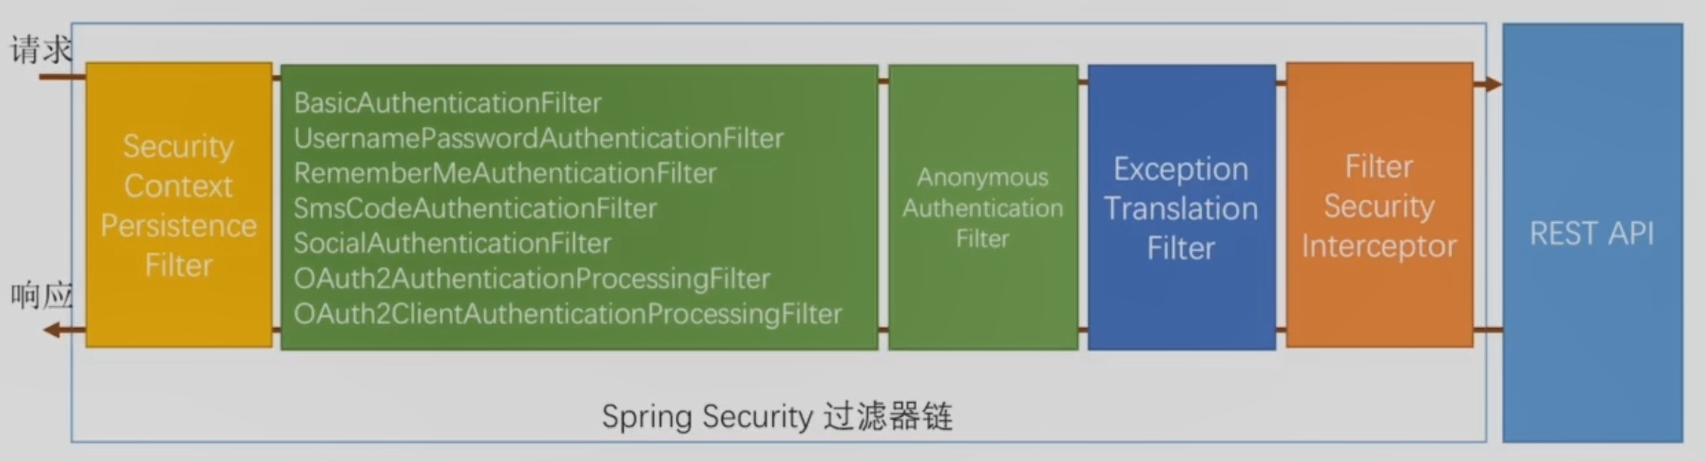 请求
响应
Security
Context
Persistence
Filter
BasicAuthenticationFilter
UsernamePasswordAuthenticationFilter
RememberMeAuthenticationFilter
SmsCodeAuthenticationFilter
SocialAuthenticationFilter
OAuth2AuthenticationProcessingFilter
OAuth2ClientAuthenticationProcessingFilter
Anonymous
Authentication
Filter
Exception
Translation
Filter
Filter
Security
Interceptor
REST API
Spring Security 过滤器链